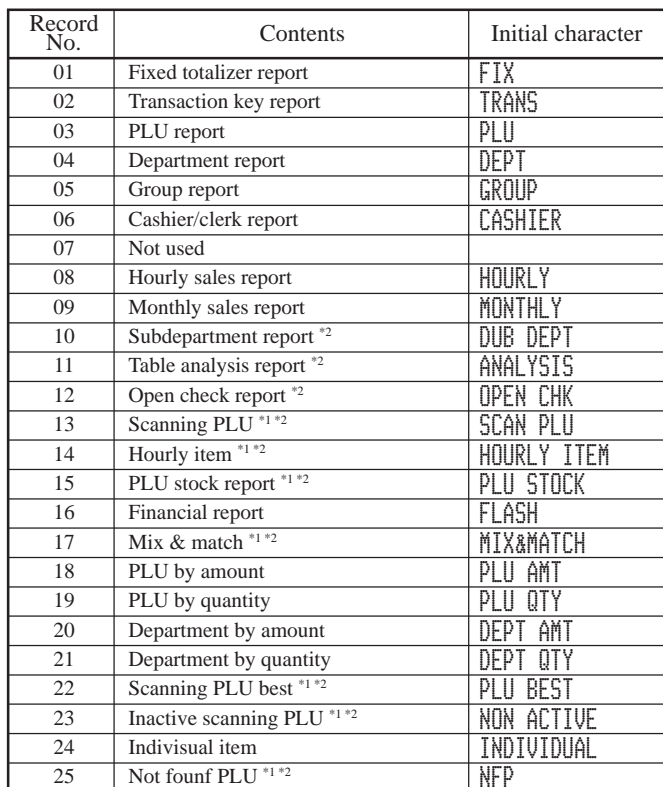 Record No. Contents Initial character
01 Fixed totalizer report FIX
02 Transaction key report TRANS
03 PLU report PLU
04 Department report DEPT
05 Group report GROUP
06 Cashier/clerk report CASHIER
07 Not used
08 Hourly sales report HOURLY
09 Monthly sales report MONTHLY
10 Subdepartment report *2 DUB DEPT
11 Table analysis report *2 ANALYSIS
12 Open check report *2 OPEN CHK
13 Scanning PLU *1 *2 SCAN PLU
14 Hourly item *1 *2 HOURLY ITEM
15 PLU stock report *1 *2 PLU STOCK
16 Financial report FLASH
17 Mix & match *1 *2 MIX&MATCH
18 PLU by amount PLU AMT
19 PLU by quantity PLU QTY
20 Department by amount DEPT AMT
21 Department by quantity DEPT QTY
22 Scanning PLU best *1 *2 PLU BEST
23 Inactive scanning PLU *1 *2 NON ACTIVE
24 Indivisual item INDIVIDUAL
25 Not founf PLU *1 *2 NFP